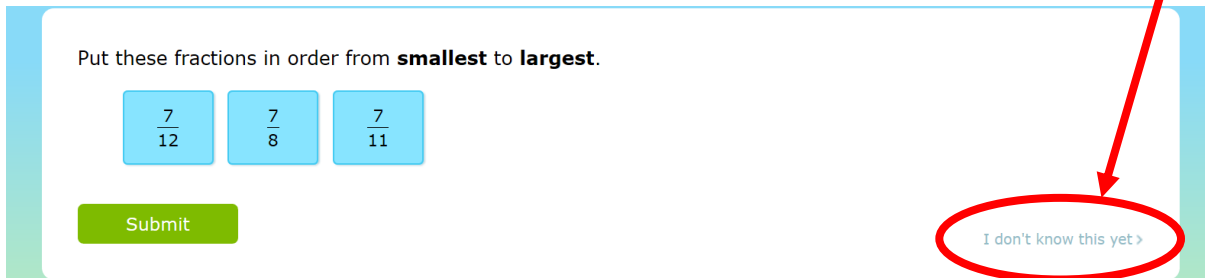 Put these fractions in order from smallest to largest.
7/12 7/8 7/11
Submit
I don't know this yet >